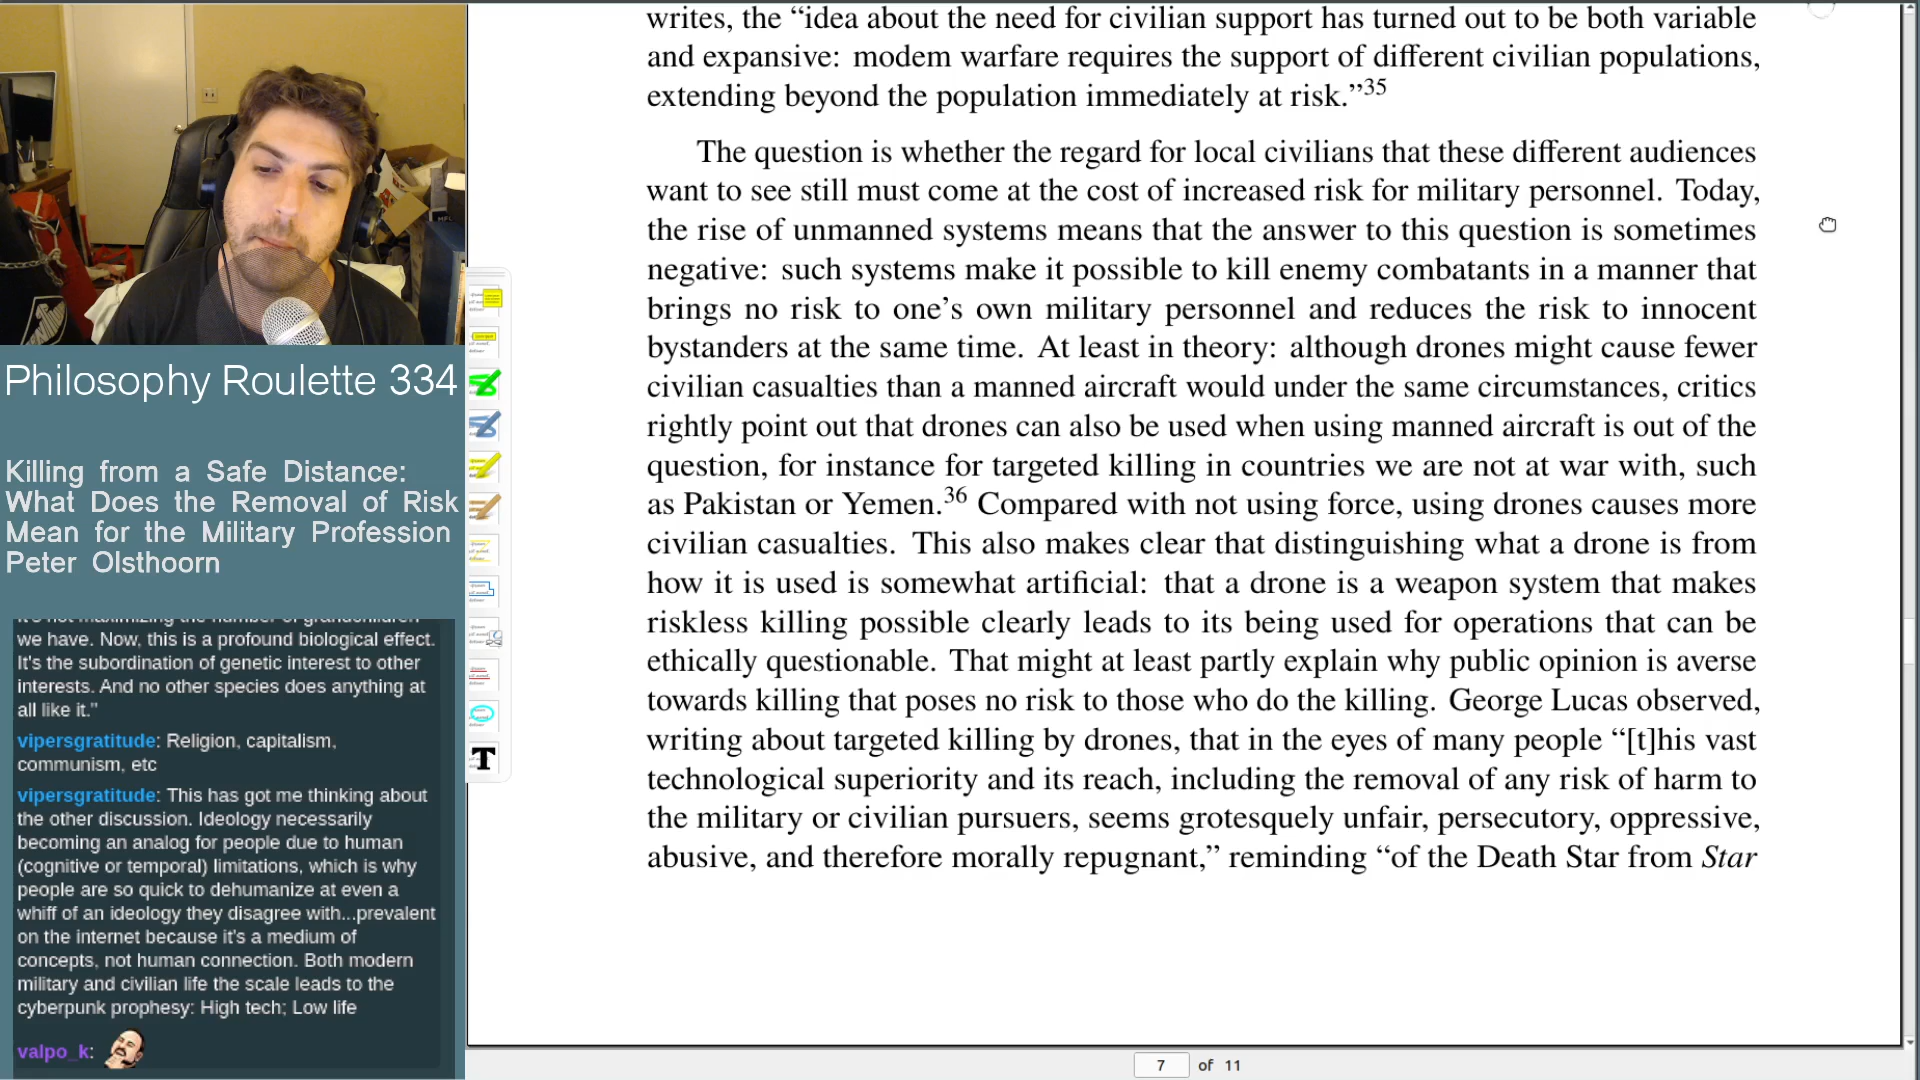 writes, the “idea about the need for civilian support has turned out to be both variable
and expansive: modem warfare requires the support of different civilian populations,
extending beyond the population immediately at risk.”35
The question is whether the regard for local civilians that these different audiences
want to see still must come at the cost of increased risk for military personnel. Today,
the rise of unmanned systems means that the answer to this question is sometimes
negative: such systems make it possible to kill enemy combatants in a manner that
brings no risk to one’s own military personnel and reduces the risk to innocent
bystanders at the same time. At least in theory: although drones might cause fewer
civilian casualties than a manned aircraft would under the same circumstances, critics
rightly point out that drones can also be used when using manned aircraft is out of the
question, for instance for targeted killing in countries we are not at war with, such
as Pakistan or Yemen.36 Compared with not using force, using drones causes more
civilian casualties. This also makes clear that distinguishing what a drone is from
how it is used is somewhat artificial: that a drone is a weapon system that makes
riskless killing possible clearly leads to its being used for operations that can be
ethically questionable. That might at least partly explain why public opinion is averse
towards killing that poses no risk to those who do the killing. George Lucas observed,
writing about targeted killing by drones, that in the eyes of many people “[t]his vast
technological superiority and its reach, including the removal of any risk of harm to
the military or civilian pursuers, seems grotesquely unfair, persecutory, oppressive,
abusive, and therefore morally repugnant,” reminding “of the Death Star from Star
7 of 11
Philosophy Roulette 334
Killing from a Safe Distance:
What Does the Removal of Risk
Mean for the Military Profession
Peter Olsthoorn
it's not maximizing the number of grandchildren
we have. Now, this is a profound biological effect.
It's the subordination of genetic interest to other
interests. And no other species does anything at
all like it."
vipersgratitude: Religion, capitalism,
communism, etc
vipersgratitude: This has got me thinking about
the other discussion. Ideology necessarily
becoming an analog for people due to human
(cognitive or temporal) limitations, which is why
people are so quick to dehumanize at even a
whiff of an ideology they disagree with...prevalent
on the internet because it's a medium of
concepts, not human connection. Both modern
military and civilian life the scale leads to the
cyberpunk prophesy: High tech; Low life
valpo_k:
T